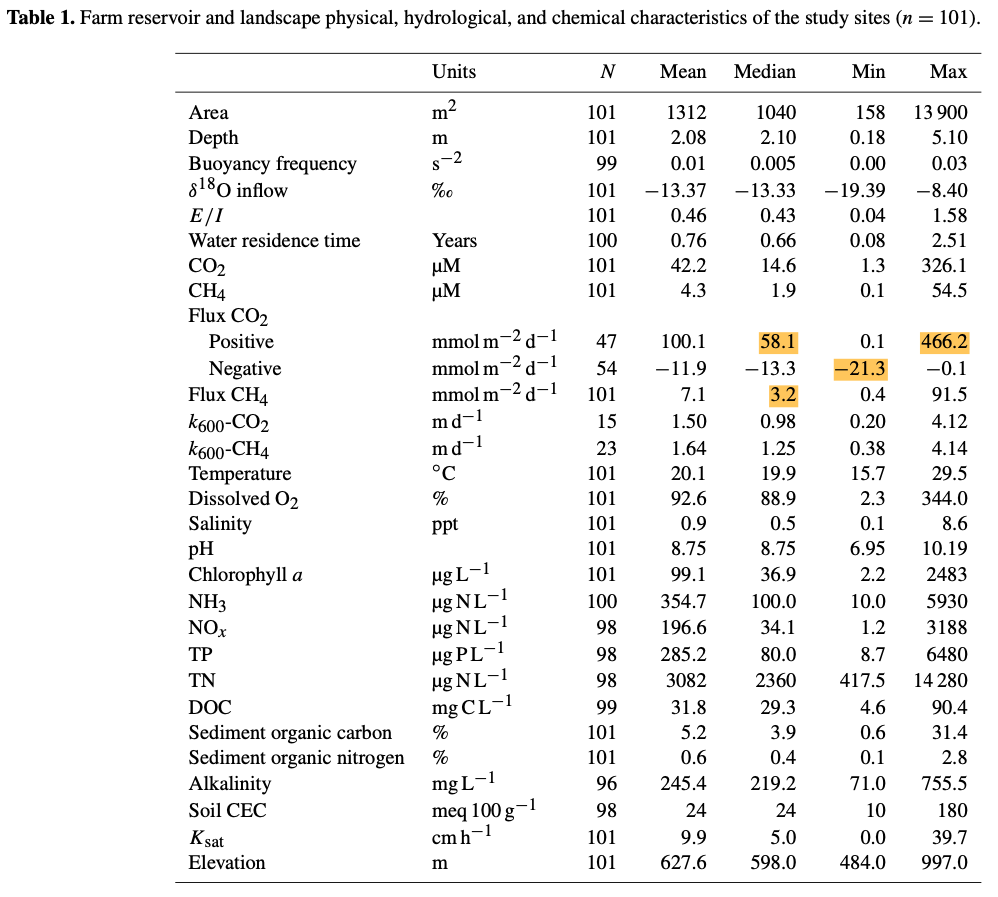 Table 1. Farm reservoir and landscape physical, hydrological, and chemical characteristics of the study sites (n = 101).
Units N Mean Median Min Max
Area m² 101 1312 1040 158 13 900
Depth m 101 2.08 2.10 0.18 5.10
Buoyancy frequency s⁻² 99 0.01 0.005 0.00 0.03
δ¹⁸O inflow ‰ 101 −13.37 −13.33 −19.39 −8.40
E/I 101 0.46 0.43 0.04 1.58
Water residence time Years 100 0.76 0.66 0.08 2.51
CO₂ µM 101 42.2 14.6 1.3 326.1
CH₄ µM 101 4.3 1.9 0.1 54.5
Flux CO₂
Positive mmol m⁻² d⁻¹ 47 100.1 58.1 0.1 466.2
Negative mmol m⁻² d⁻¹ 54 −11.9 −13.3 −21.3 −0.1
Flux CH₄ mmol m⁻² d⁻¹ 101 7.1 3.2 0.4 91.5
k₆₀₀-CO₂ m d⁻¹ 15 1.50 0.98 0.20 4.12
k₆₀₀-CH₄ m d⁻¹ 23 1.64 1.25 0.38 4.14
Temperature °C 101 20.1 19.9 15.7 29.5
Dissolved O₂ % 101 92.6 88.9 2.3 344.0
Salinity ppt 101 0.9 0.5 0.1 8.6
pH 101 8.75 8.75 6.95 10.19
Chlorophyll a µg L⁻¹ 101 99.1 36.9 2.2 2483
NH₃ µg N L⁻¹ 100 354.7 100.0 10.0 5930
NOₓ µg N L⁻¹ 98 196.6 34.1 1.2 3188
TP µg P L⁻¹ 98 285.2 80.0 8.7 6480
TN µg N L⁻¹ 98 3082 2360 417.5 14 280
DOC mg C L⁻¹ 99 31.8 29.3 4.6 90.4
Sediment organic carbon % 101 5.2 3.9 0.6 31.4
Sediment organic nitrogen % 101 0.6 0.4 0.1 2.8
Alkalinity mg L⁻¹ 96 245.4 219.2 71.0 755.5
Soil CEC meq 100 g⁻¹ 98 24 24 10 180
Ksat cm h⁻¹ 101 9.9 5.0 0.0 39.7
Elevation m 101 627.6 598.0 484.0 997.0